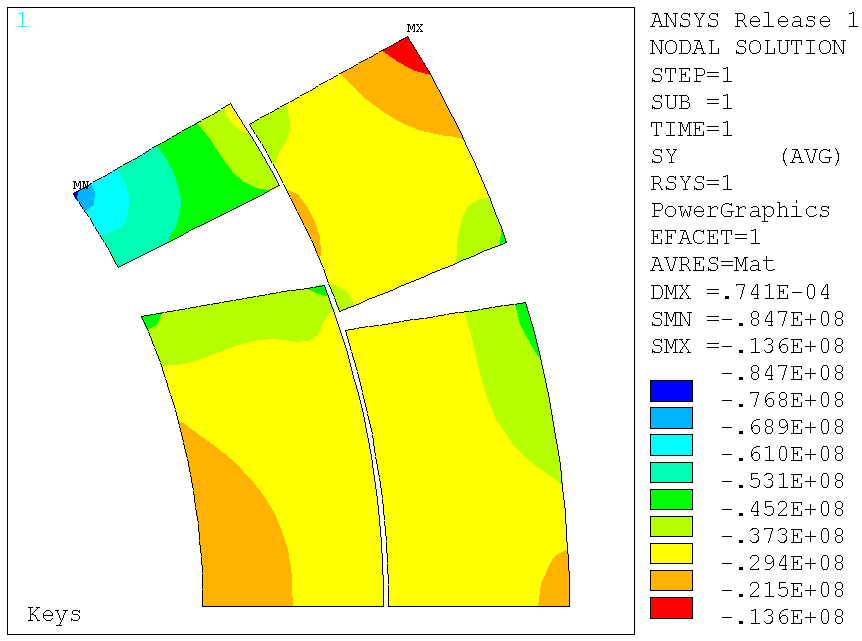 1
MX
MN
Keys
ANSYS Release 1
NODAL SOLUTION
STEP=1
SUB =1
TIME=1
SY (AVG)
RSYS=1
PowerGraphics
EFACET=1
AVRES=Mat
DMX =.741E-04
SMN =-.847E+08
SMX =-.136E+08
-.847E+08
-.768E+08
-.689E+08
-.610E+08
-.531E+08
-.452E+08
-.373E+08
-.294E+08
-.215E+08
-.136E+08